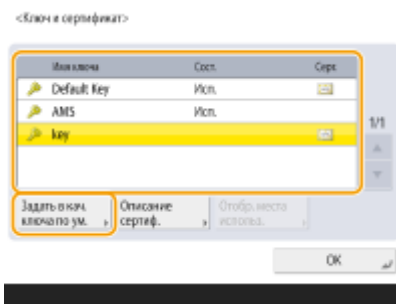 <Ключ и сертификат>
Имя ключа Сост. Серт.
Default Key Исп.
AMS Исп.
key
1/1
Задать в кач. ключа по ум.
Описание сертиф.
Отобр. места использ.
OK